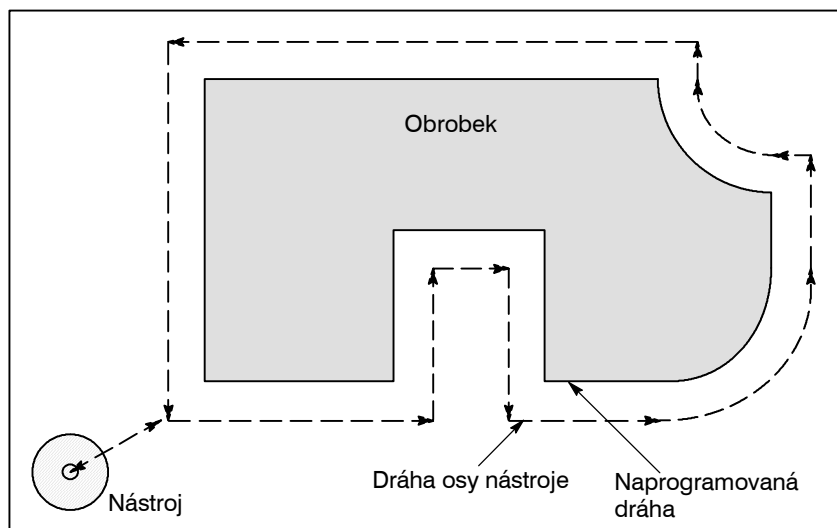 Obrobek
Dráha osy nástroje
Naprogramovaná
dráha
Nástroj